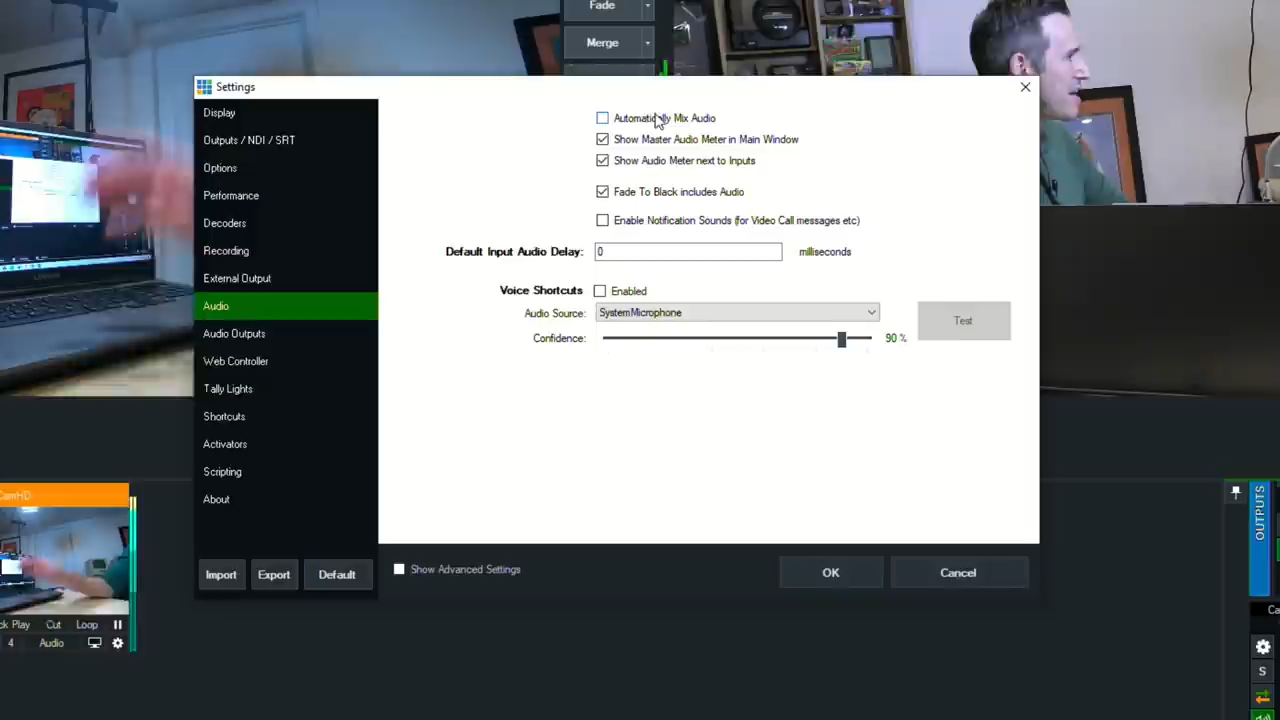 Fade
Merge
Settings
Display
Outputs / NDI / SRT
Options
Performance
Decoders
Recording
External Output
Audio
Audio Outputs
Web Controller
Tally Lights
Shortcuts
Activators
Scripting
About
Import
Export
Default
Automatically Mix Audio
Show Master Audio Meter in Main Window
Show Audio Meter next to Inputs
Fade To Black includes Audio
Enable Notification Sounds (for Video Call messages etc)
Default Input Audio Delay: 0 milliseconds
Voice Shortcuts Enabled
Audio Source: SystemMicrophone
Test
Confidence: 90 %
Show Advanced Settings
OK
Cancel
CamHD
ck Play Cut Loop
4 Audio
OUTPUTS
Ca
S